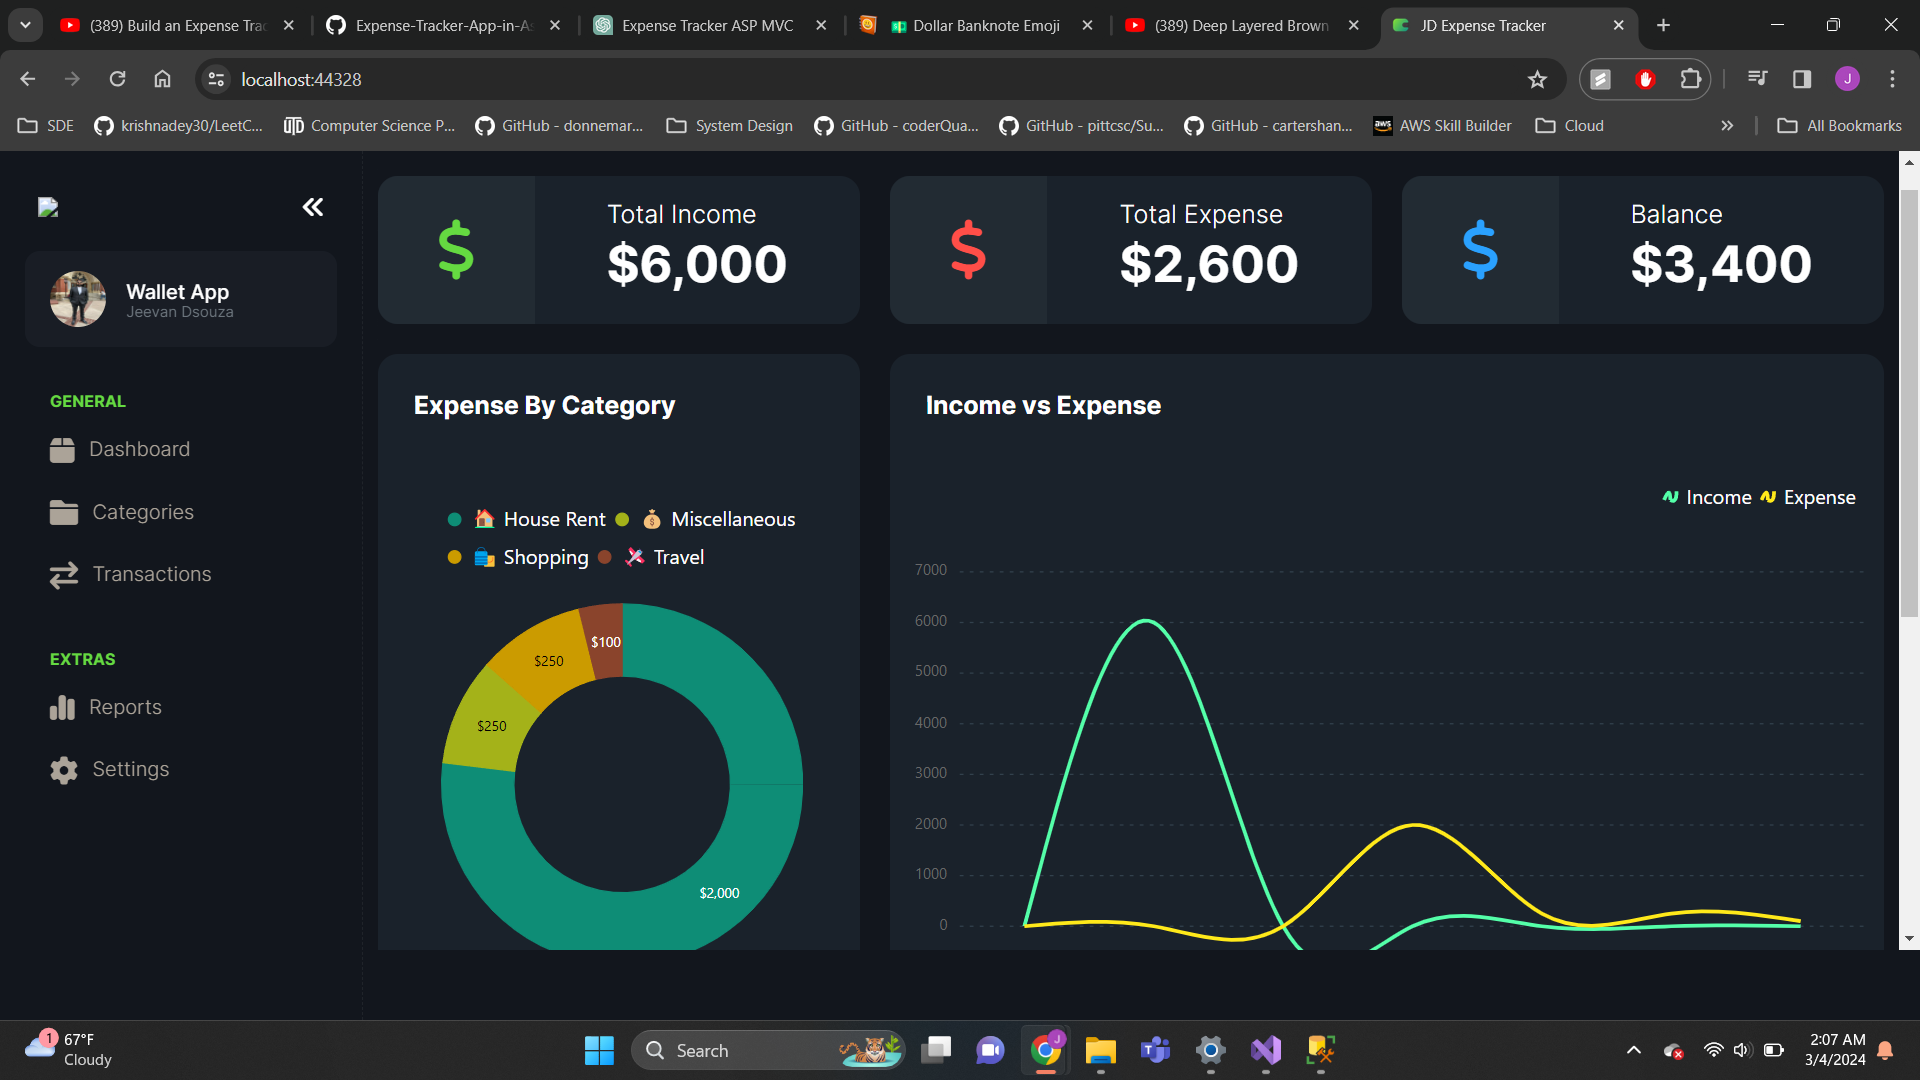 (389) Build an Expense Trac
Expense-Tracker-App-in-As
Expense Tracker ASP MVC
Dollar Banknote Emoji
(389) Deep Layered Brown
JD Expense Tracker
localhost:44328
J
SDE
krishnadey30/LeetC...
Computer Science P...
GitHub - donnemar...
System Design
GitHub - coderQua...
GitHub - pittcsc/Su...
GitHub - cartershan...
aws
AWS Skill Builder
Cloud
All Bookmarks
Wallet App
Jeevan Dsouza
GENERAL
Dashboard
Categories
Transactions
EXTRAS
Reports
Settings
$
Total Income
$6,000
$
Total Expense
$2,600
$
Balance
$3,400
Expense By Category
House Rent
Miscellaneous
Shopping
Travel
$100
$250
$250
$2,000
Income vs Expense
Income
Expense
7000
6000
5000
4000
3000
2000
1000
0
1
67°F
Cloudy
Search
J
2:07 AM
3/4/2024